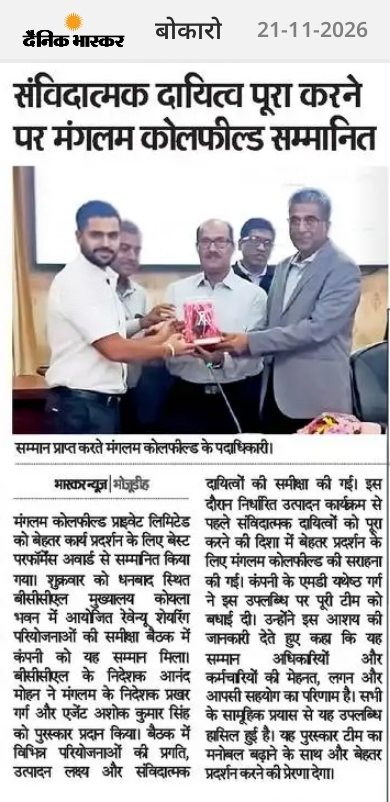 दैनिक भास्कर
बोकारो
21-11-2026
संविदात्मक दायित्व पूरा करने
पर मंगलम कोलफील्ड सम्मानित
सम्मान प्राप्त करते मंगलम कोलफील्ड के पदाधिकारी।
भास्कर न्यूज | भोजूडीह
मंगलम कोलफील्ड प्राइवेट लिमिटेड
को बेहतर कार्य प्रदर्शन के लिए बेस्ट
परफॉर्मेंस अवार्ड से सम्मानित किया
गया। शुक्रवार को धनबाद स्थित
बीसीसीएल मुख्यालय कोयला
भवन में आयोजित रेवेन्यू शेयरिंग
परियोजनाओं की समीक्षा बैठक में
कंपनी को यह सम्मान मिला।
बीसीसीएल के निदेशक आनंद
मोहन ने मंगलम के निदेशक प्रखर
गर्ग और एजेंट अशोक कुमार सिंह
को पुरस्कार प्रदान किया। बैठक में
विभिन्न परियोजनाओं की प्रगति,
उत्पादन लक्ष्य और संविदात्मक
दायित्वों की समीक्षा की गई। इस
दौरान निर्धारित उत्पादन कार्यक्रम से
पहले संविदात्मक दायित्वों को पूरा
करने की दिशा में बेहतर प्रदर्शन के
लिए मंगलम कोलफील्ड की सराहना
की गई। कंपनी के एमडी यथेष्ठ गर्ग
ने इस उपलब्धि पर पूरी टीम को
बधाई दी। उन्होंने इस आशय की
जानकारी देते हुए कहा कि यह
सम्मान अधिकारियों और
कर्मचारियों की मेहनत, लगन और
आपसी सहयोग का परिणाम है। सभी
के सामूहिक प्रयास से यह उपलब्धि
हासिल हुई है। यह पुरस्कार टीम का
मनोबल बढ़ाने के साथ और बेहतर
प्रदर्शन करने की प्रेरणा देगा।